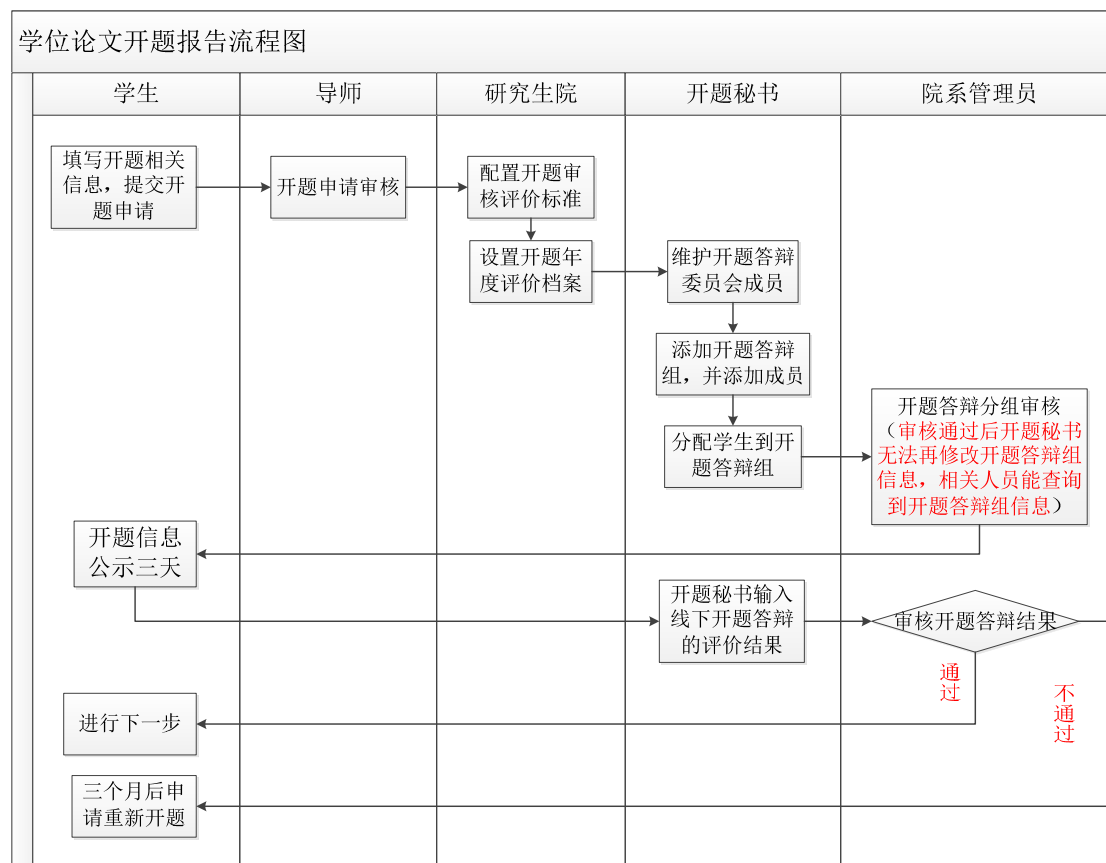 学位论文开题报告流程图
学生
导师
研究生院
开题秘书
院系管理员
填写开题相关
信息，提交开
题申请
开题申请审核
配置开题审
核评价标准
设置开题年
度评价档案
维护开题答辩
委员会成员
添加开题答辩
组，并添加成员
分配学生到开
题答辩组
开题答辩分组审核
（审核通过后开题秘书
无法再修改开题答辩组
信息，相关人员能查询
到开题答辩组信息）
开题信息
公示三天
开题秘书输入
线下开题答辩
的评价结果
审核开题答辩结果
通过
不通过
进行下一步
三个月后申
请重新开题